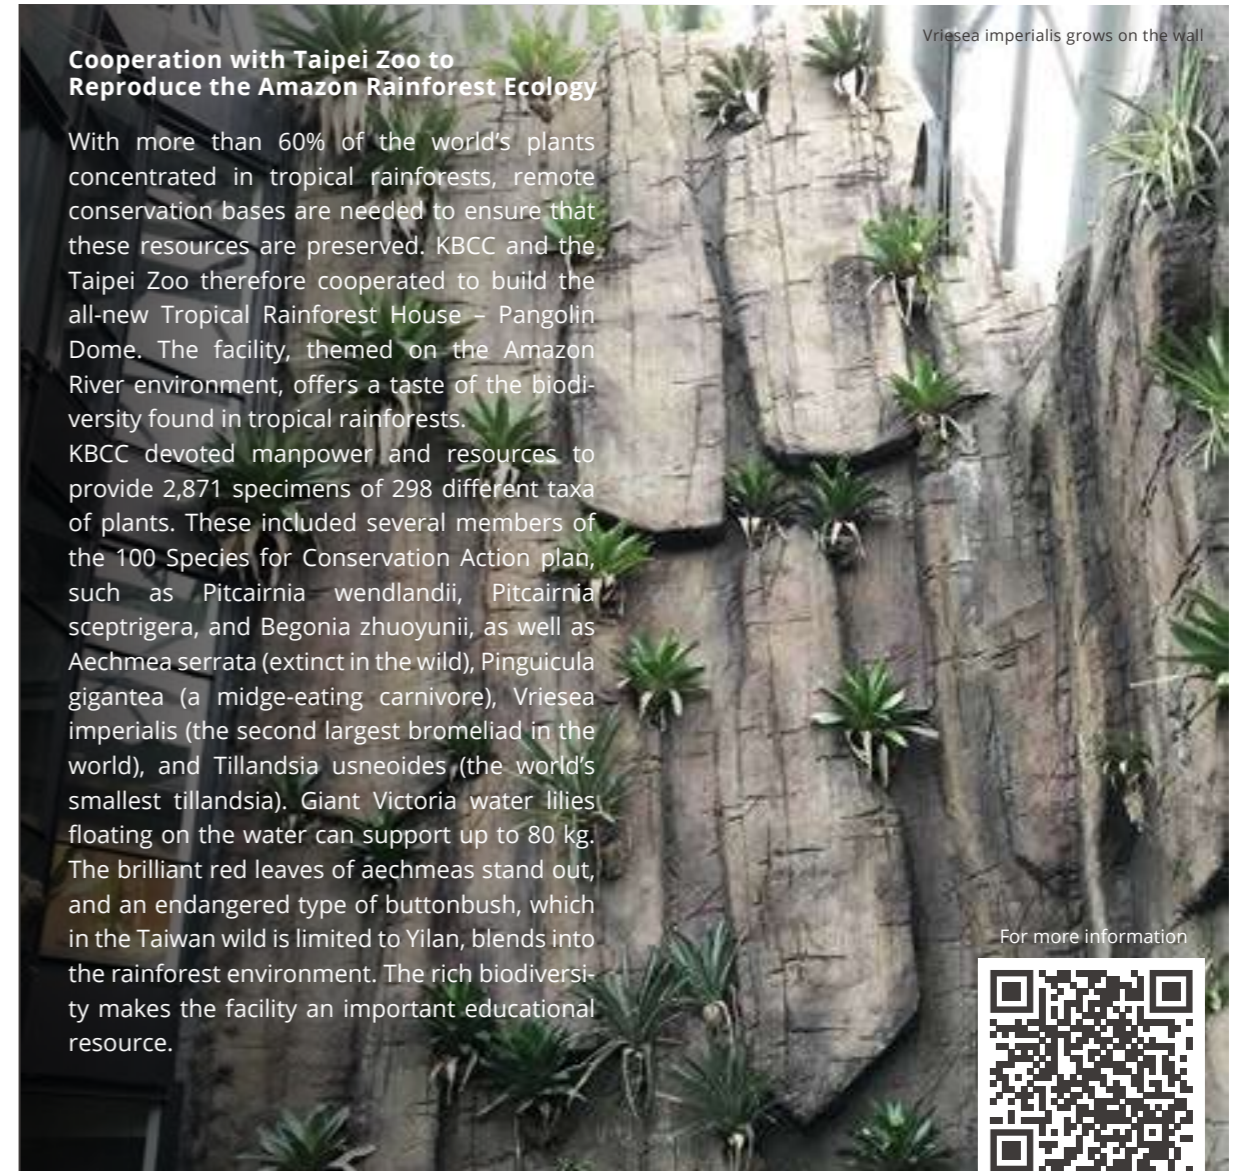 Vriesea imperialis grows on the wall
Cooperation with Taipei Zoo to
Reproduce the Amazon Rainforest Ecology
With more than 60% of the world's plants
concentrated in tropical rainforests, remote
conservation bases are needed to ensure that
these resources are preserved. KBCC and the
Taipei Zoo therefore cooperated to build the
all-new Tropical Rainforest House – Pangolin
Dome. The facility, themed on the Amazon
River environment, offers a taste of the biodi-
versity found in tropical rainforests.
KBCC devoted manpower and resources to
provide 2,871 specimens of 298 different taxa
of plants. These included several members of
the 100 Species for Conservation Action plan,
such as Pitcairnia wendlandii, Pitcairnia
sceptrigera, and Begonia zhuoyunii, as well as
Aechmea serrata (extinct in the wild), Pinguicula
gigantea (a midge-eating carnivore), Vriesea
imperialis (the second largest bromeliad in the
world), and Tillandsia usneoides (the world's
smallest tillandsia). Giant Victoria water lilies
floating on the water can support up to 80 kg.
The brilliant red leaves of aechmeas stand out,
and an endangered type of buttonbush, which
in the Taiwan wild is limited to Yilan, blends into
the rainforest environment. The rich biodiversi-
ty makes the facility an important educational
resource.
For more information